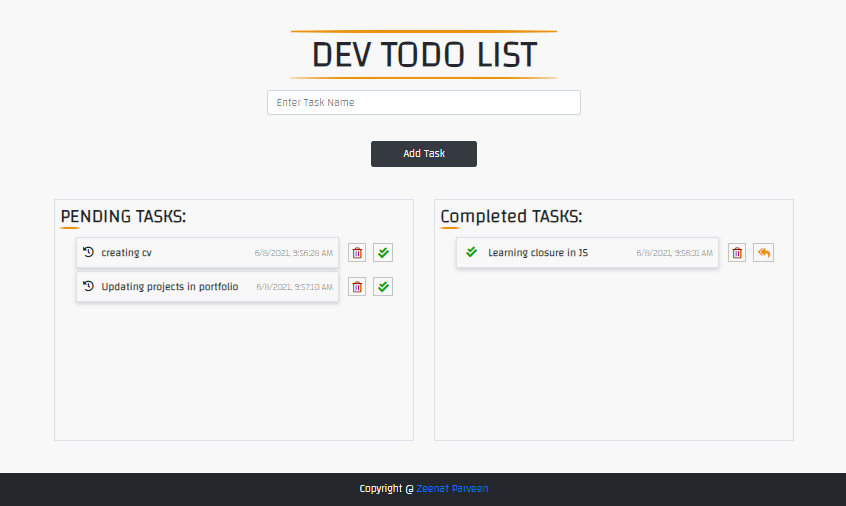 DEV TODO LIST
Enter Task Name
Add Task
PENDING TASKS:
creating cv 6/8/2021, 9:56:28 AM
Updating projects in portfolio 6/8/2021, 9:57:10 AM
Completed TASKS:
Learning closure in JS 6/8/2021, 9:56:31 AM
Copyright @ Zeenat Parveen